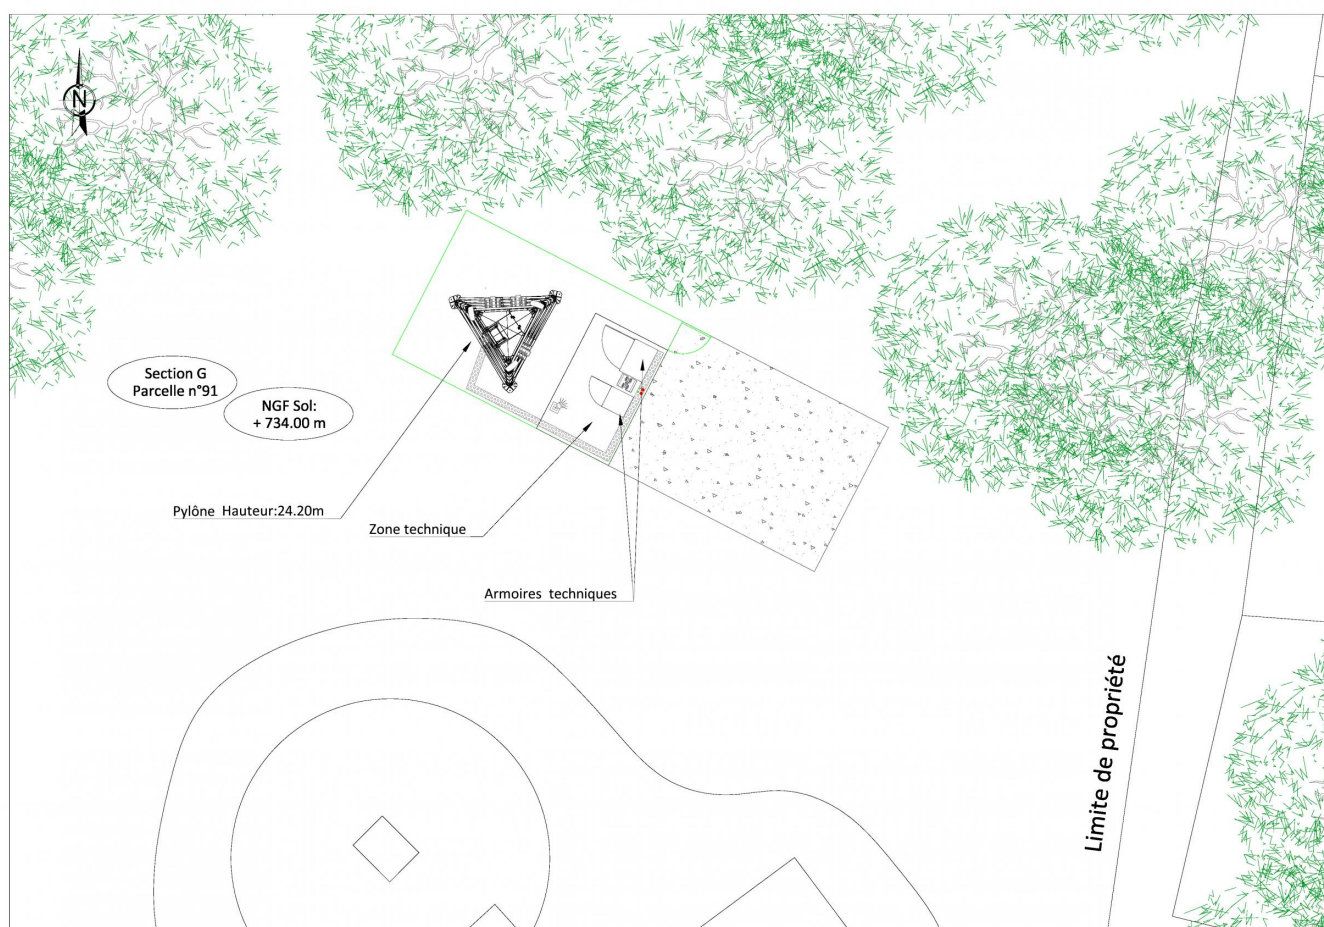 N
Section G
Parcelle n°91
NGF Sol:
+ 734.00 m
Pylône Hauteur:24.20m
Zone technique
Armoires techniques
Limite de propriété